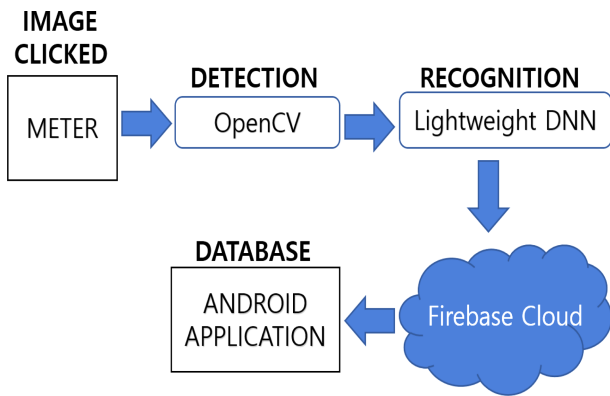 IMAGE
CLICKED
METER
DETECTION
OpenCV
RECOGNITION
Lightweight DNN
Firebase Cloud
DATABASE
ANDROID
APPLICATION